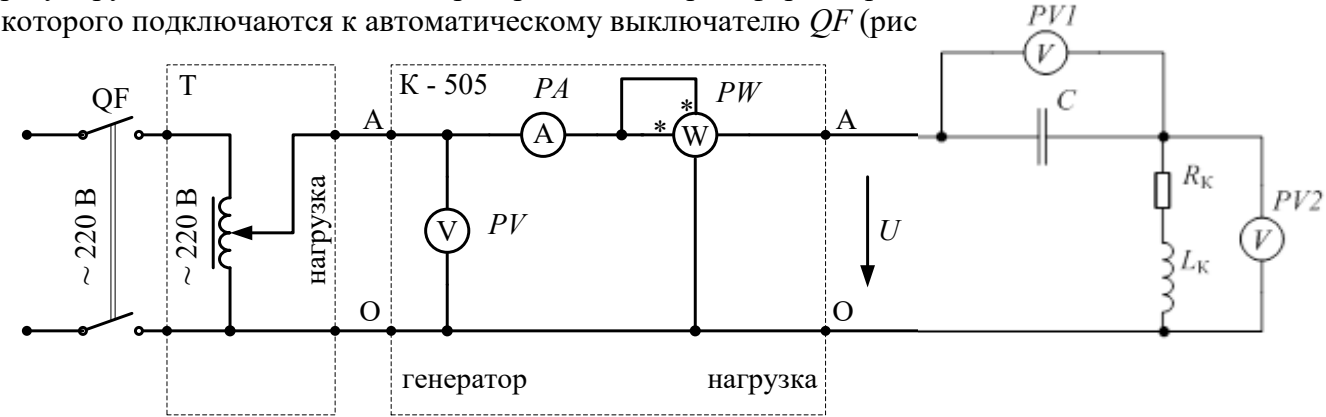 которого подключаются к автоматическому выключателю QF (рис
PV1
V
T
К - 505
PA
PW
QF
C
A
A
*
*
W
A
A
~ 220 В
~ 220 В
нагрузка
V
PV
U
Rк
PV2
V
Lк
O
O
генератор
нагрузка